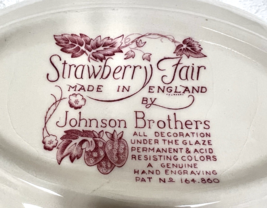 Strawberry Fair
MADE IN ENGLAND
BY
Johnson Brothers
ALL DECORATION
UNDER THE GLAZE
PERMANENT & ACID
RESISTING COLORS
A GENUINE
HAND ENGRAVING
PAT No 164,860